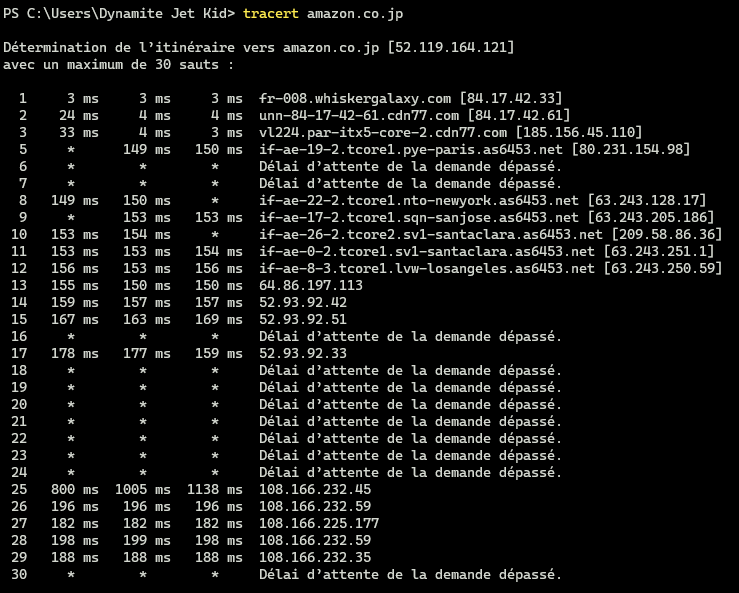 PS C:\Users\Dynamite Jet Kid> tracert amazon.co.jp
Détermination de l’itinéraire vers amazon.co.jp [52.119.164.121]
avec un maximum de 30 sauts :
1 3 ms 3 ms 3 ms fr-008.whiskergalaxy.com [84.17.42.33]
2 24 ms 4 ms 4 ms unn-84-17-42-61.cdn77.com [84.17.42.61]
3 33 ms 4 ms 3 ms vl224.par-itx5-core-2.cdn77.com [185.156.45.110]
5 * 149 ms 150 ms if-ae-19-2.tcore1.pye-paris.as6453.net [80.231.154.98]
6 * * * Délai d’attente de la demande dépassé.
7 * * * Délai d’attente de la demande dépassé.
8 149 ms 150 ms * if-ae-22-2.tcore1.nto-newyork.as6453.net [63.243.128.17]
9 * 153 ms 153 ms if-ae-17-2.tcore1.sqn-sanjose.as6453.net [63.243.205.186]
10 153 ms 154 ms * if-ae-26-2.tcore2.sv1-santaclara.as6453.net [209.58.86.36]
11 153 ms 153 ms 154 ms if-ae-0-2.tcore1.sv1-santaclara.as6453.net [63.243.251.1]
12 156 ms 153 ms 156 ms if-ae-8-3.tcore1.lvw-losangeles.as6453.net [63.243.250.59]
13 155 ms 150 ms 150 ms 64.86.197.113
14 159 ms 157 ms 157 ms 52.93.92.42
15 167 ms 163 ms 169 ms 52.93.92.51
16 * * * Délai d’attente de la demande dépassé.
17 178 ms 177 ms 159 ms 52.93.92.33
18 * * * Délai d’attente de la demande dépassé.
19 * * * Délai d’attente de la demande dépassé.
20 * * * Délai d’attente de la demande dépassé.
21 * * * Délai d’attente de la demande dépassé.
22 * * * Délai d’attente de la demande dépassé.
23 * * * Délai d’attente de la demande dépassé.
24 * * * Délai d’attente de la demande dépassé.
25 800 ms 1005 ms 1138 ms 108.166.232.45
26 196 ms 196 ms 196 ms 108.166.232.59
27 182 ms 182 ms 182 ms 108.166.225.177
28 198 ms 199 ms 198 ms 108.166.232.59
29 188 ms 188 ms 188 ms 108.166.232.35
30 * * * Délai d’attente de la demande dépassé.